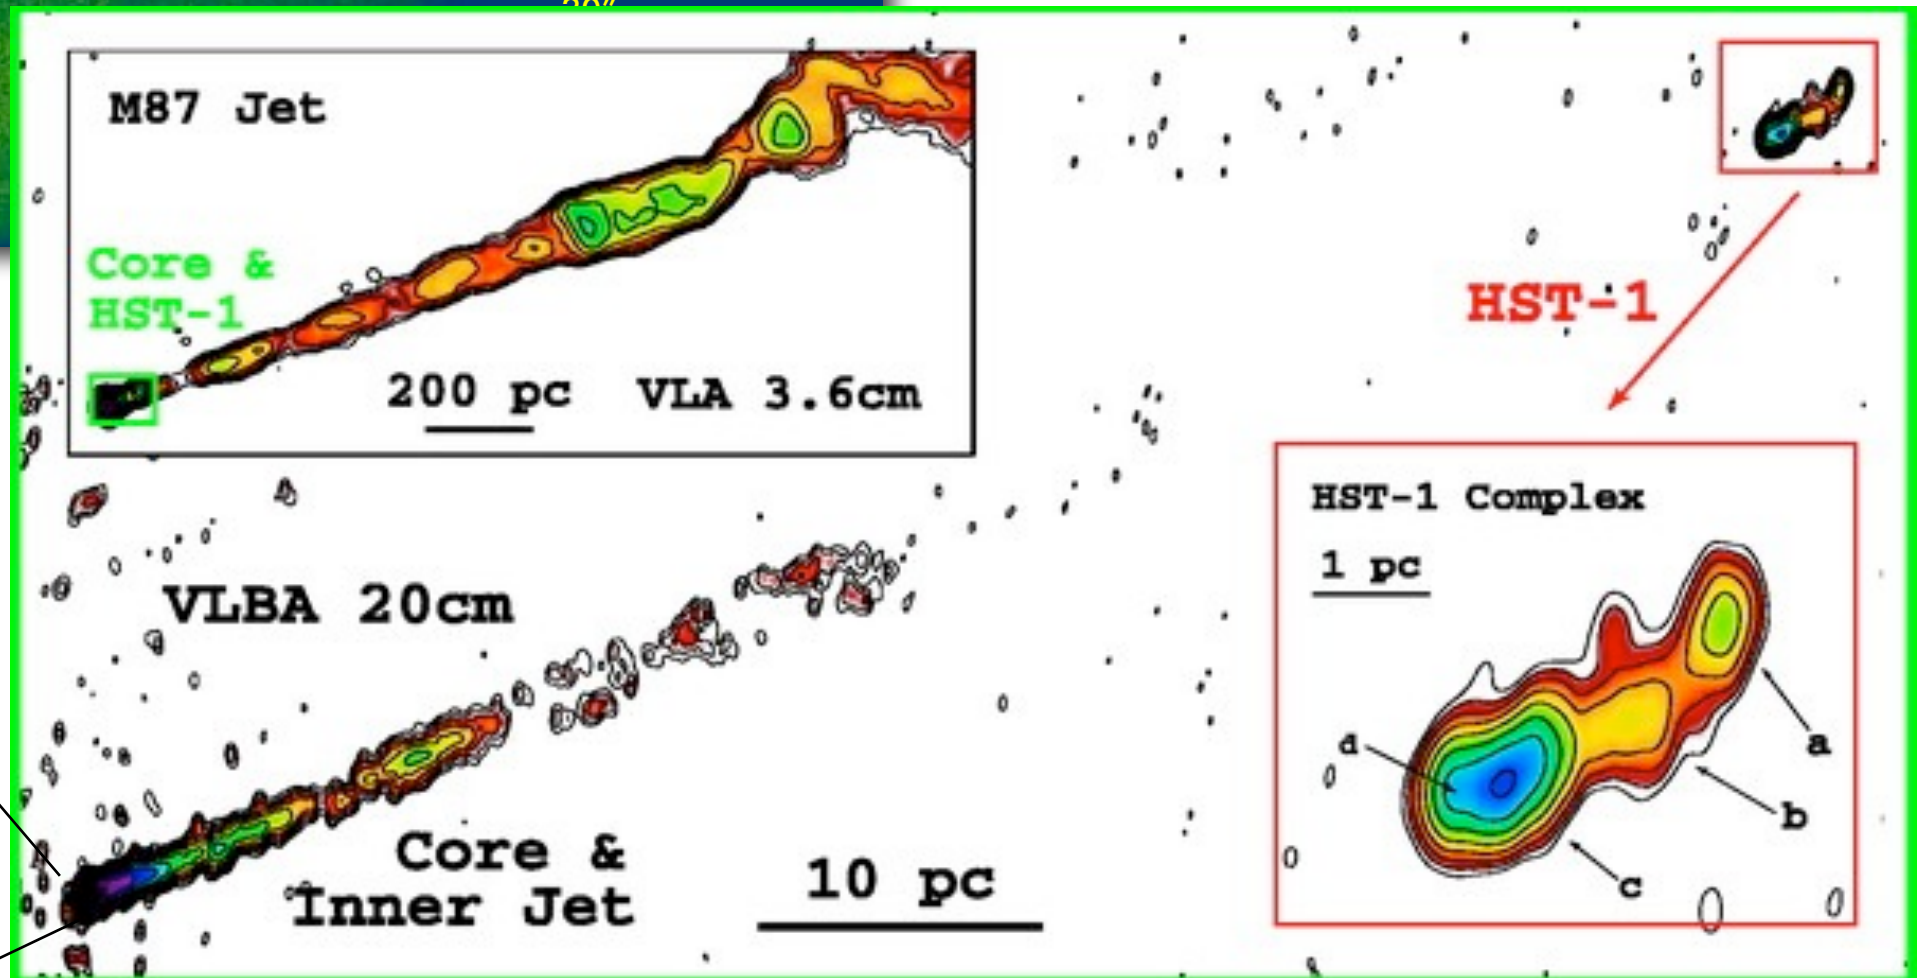 M87 Jet
Core &
HST-1
200 pc
VLA 3.6cm
HST-1
HST-1 Complex
1 pc
a
b
c
d
VLBA 20cm
Core &
Inner Jet
10 pc